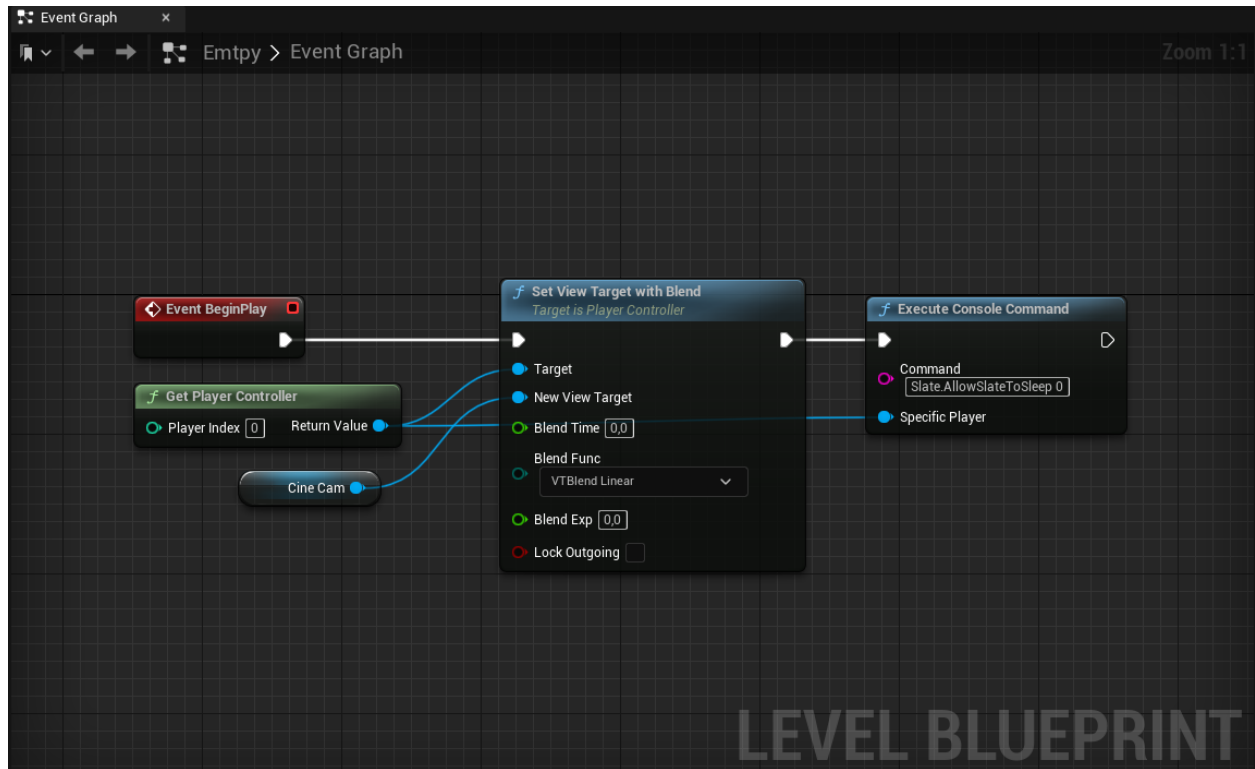 Event Graph ×
Emtpy > Event Graph
Zoom 1:1
Event BeginPlay
f Get Player Controller
Player Index 0 Return Value
Cine Cam
f Set View Target with Blend
Target is Player Controller
Target
New View Target
Blend Time 0,0
Blend Func
VTBlend Linear
Blend Exp 0,0
Lock Outgoing
f Execute Console Command
Command
Slate.AllowSlateToSleep 0
Specific Player
LEVEL BLUEPRINT